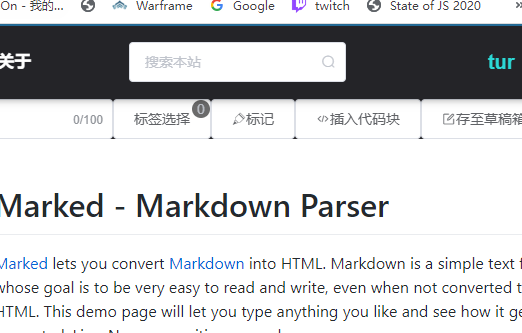 On - 我的... Warframe Google twitch State of JS 2020
关于 搜索本站 tur
0/100 标签选择 0 标记 插入代码块 存至草稿箱
Marked - Markdown Parser
Marked lets you convert Markdown into HTML. Markdown is a simple text f
whose goal is to be very easy to read and write, even when not converted t
HTML. This demo page will let you type anything you like and see how it ge